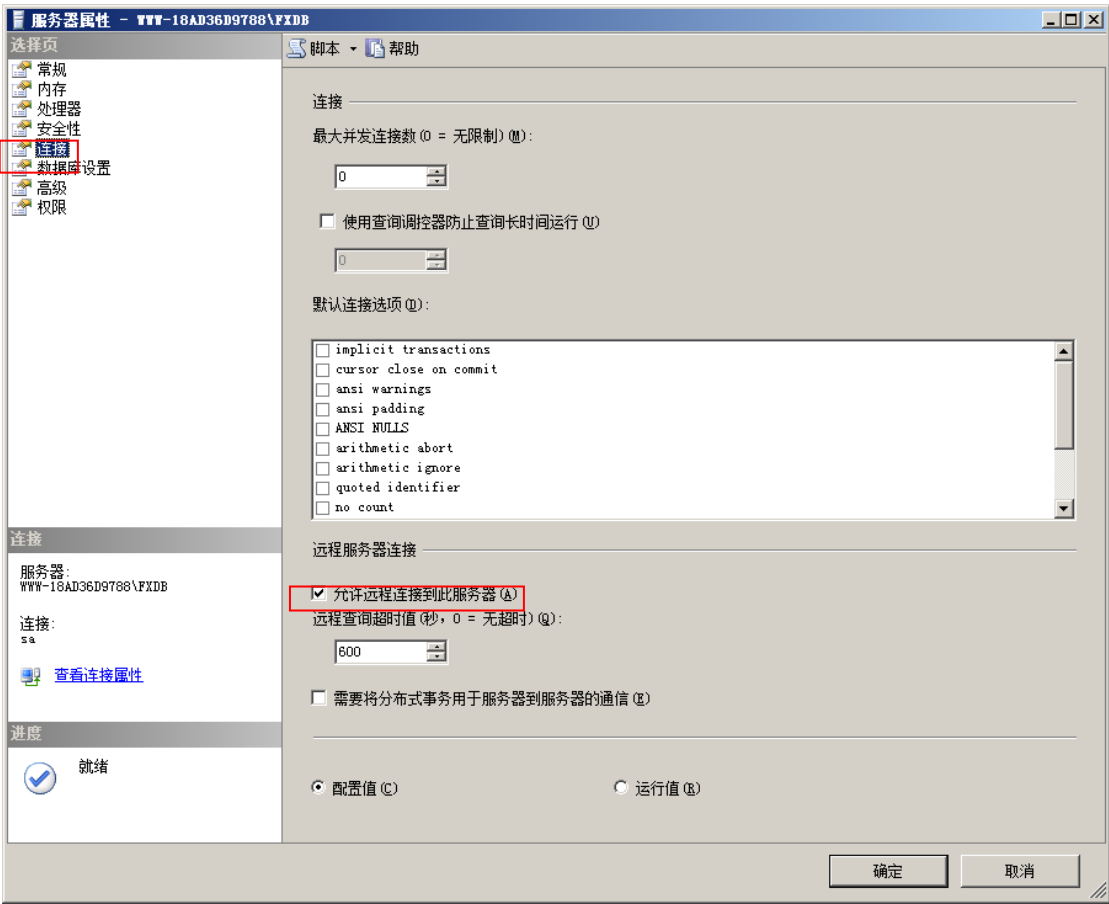 服务器属性 - WWW-18AD36D9788\FXDB
选择页
常规
内存
处理器
安全性
连接
数据库设置
高级
权限
脚本 帮助
连接
最大并发连接数(0 = 无限制)(M):
0
使用查询调控器防止查询长时间运行(U)
0
默认连接选项(D):
implicit transactions
cursor close on commit
ansi warnings
ansi padding
ANSI NULLS
arithmetic abort
arithmetic ignore
quoted identifier
no count
远程服务器连接
允许远程连接到此服务器(A)
远程查询超时值(秒，0 = 无超时)(Q):
600
需要将分布式事务用于服务器到服务器的通信(E)
配置值(C)
运行值(R)
连接
服务器:
WWW-18AD36D9788\FXDB
连接:
sa
查看连接属性
进度
就绪
确定
取消